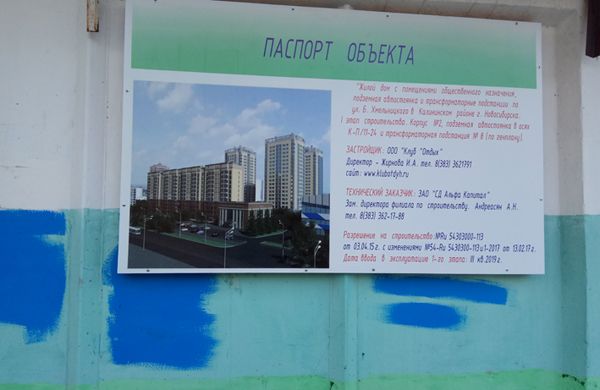 ПАСПОРТ ОБЪЕКТА
"Жилой дом с помещениями общественного назначения,
подземная автостоянка и трансформаторные подстанции по
ул. Б. Хмельницкого в Калининском районе г. Новосибирска.
I этап строительства. Корпус №2, подземная автостоянка в осях
К-П/11-24 и трансформаторная подстанция № 8 (по генплану).
ЗАСТРОЙЩИК: ООО "Клуб "Отдых"
Директор - Жирнова И.А. тел. 8(383) 3621791
сайт: www.klubotdyh.ru
ТЕХНИЧЕСКИЙ ЗАКАЗЧИК: ЗАО "СД Альфа Капитал"
Зам. директора филиала по строительству. Андреасян А.Н.
тел. 8(383) 362-17-88
Разрешение на строительство:№Ru 54303000-113
от 03.04.15г. с изменениями №54-Ru 5430300-113и1-2017 от 13.02.17г.
Дата ввода в эксплуатацию 1-го этапа: III кв.2019г.